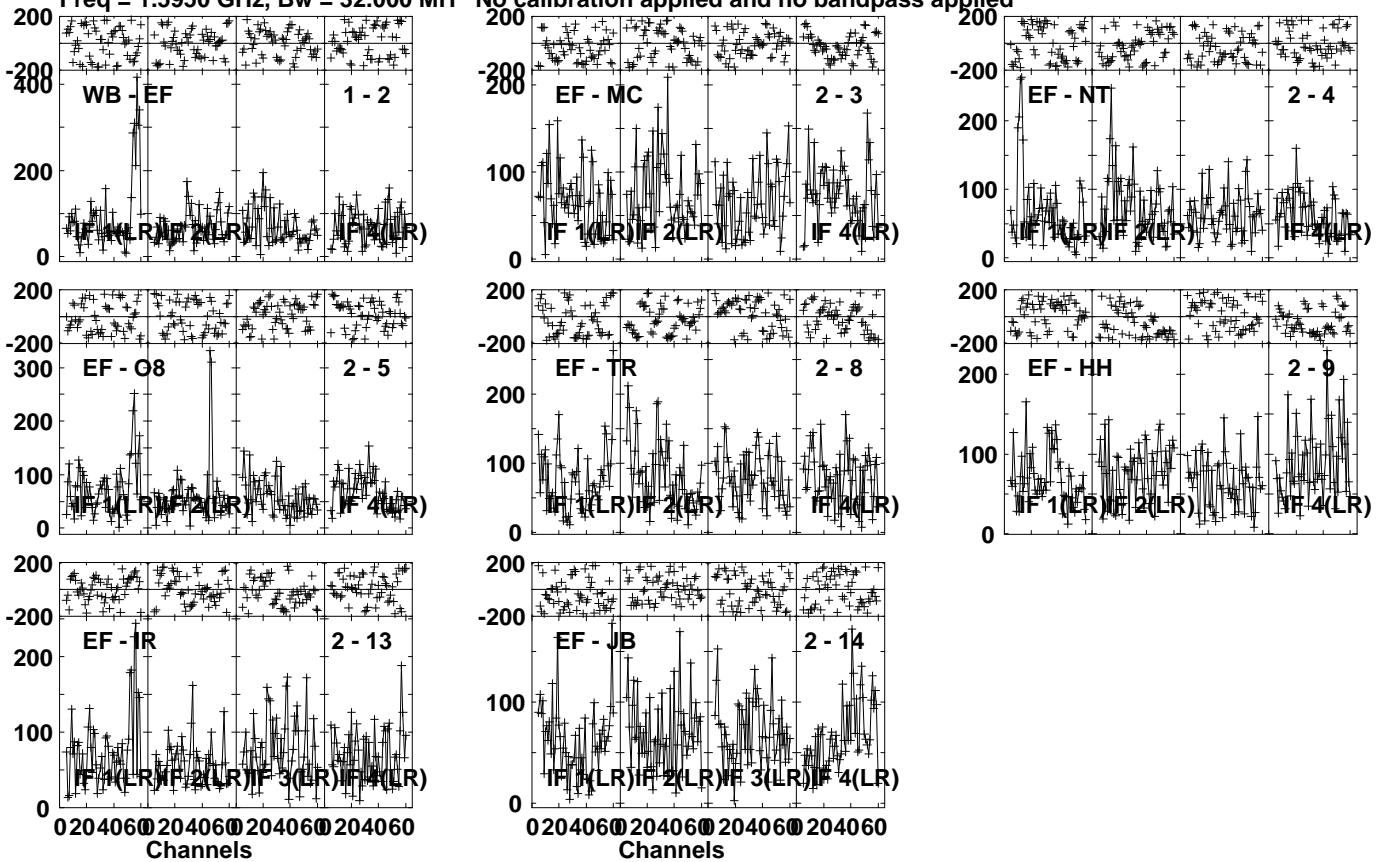 Freq = 1.5950 GHz, Bw = 32.000 MH No calibration applied and no bandpass applied
200
-200
400
200
0
WB - EF 1 - 2
IF 1(LR) IF 2(LR) IF 4(LR)
200
-200
200
100
0
EF - MC 2 - 3
IF 1(LR) IF 2(LR) IF 4(LR)
200
-200
200
100
0
EF - NT 2 - 4
IF 1(LR) IF 2(LR) IF 4(LR)
200
-200
300
200
100
0
EF - O8 2 - 5
IF 1(LR) IF 2(LR) IF 4(LR)
200
-200
200
100
0
EF - TR 2 - 8
IF 1(LR) IF 2(LR) IF 4(LR)
200
-200
200
100
0
EF - HH 2 - 9
IF 1(LR) IF 2(LR) IF 4(LR)
200
-200
200
100
0
EF - IR 2 - 13
IF 1(LR) IF 2(LR) IF 3(LR) IF 4(LR)
0 20 40 60 0 20 40 60 0 20 40 60 0 20 40 60
Channels
200
-200
100
0
EF - JB 2 - 14
IF 1(LR) IF 2(LR) IF 3(LR) IF 4(LR)
0 20 40 60 0 20 40 60 0 20 40 60 0 20 40 60
Channels